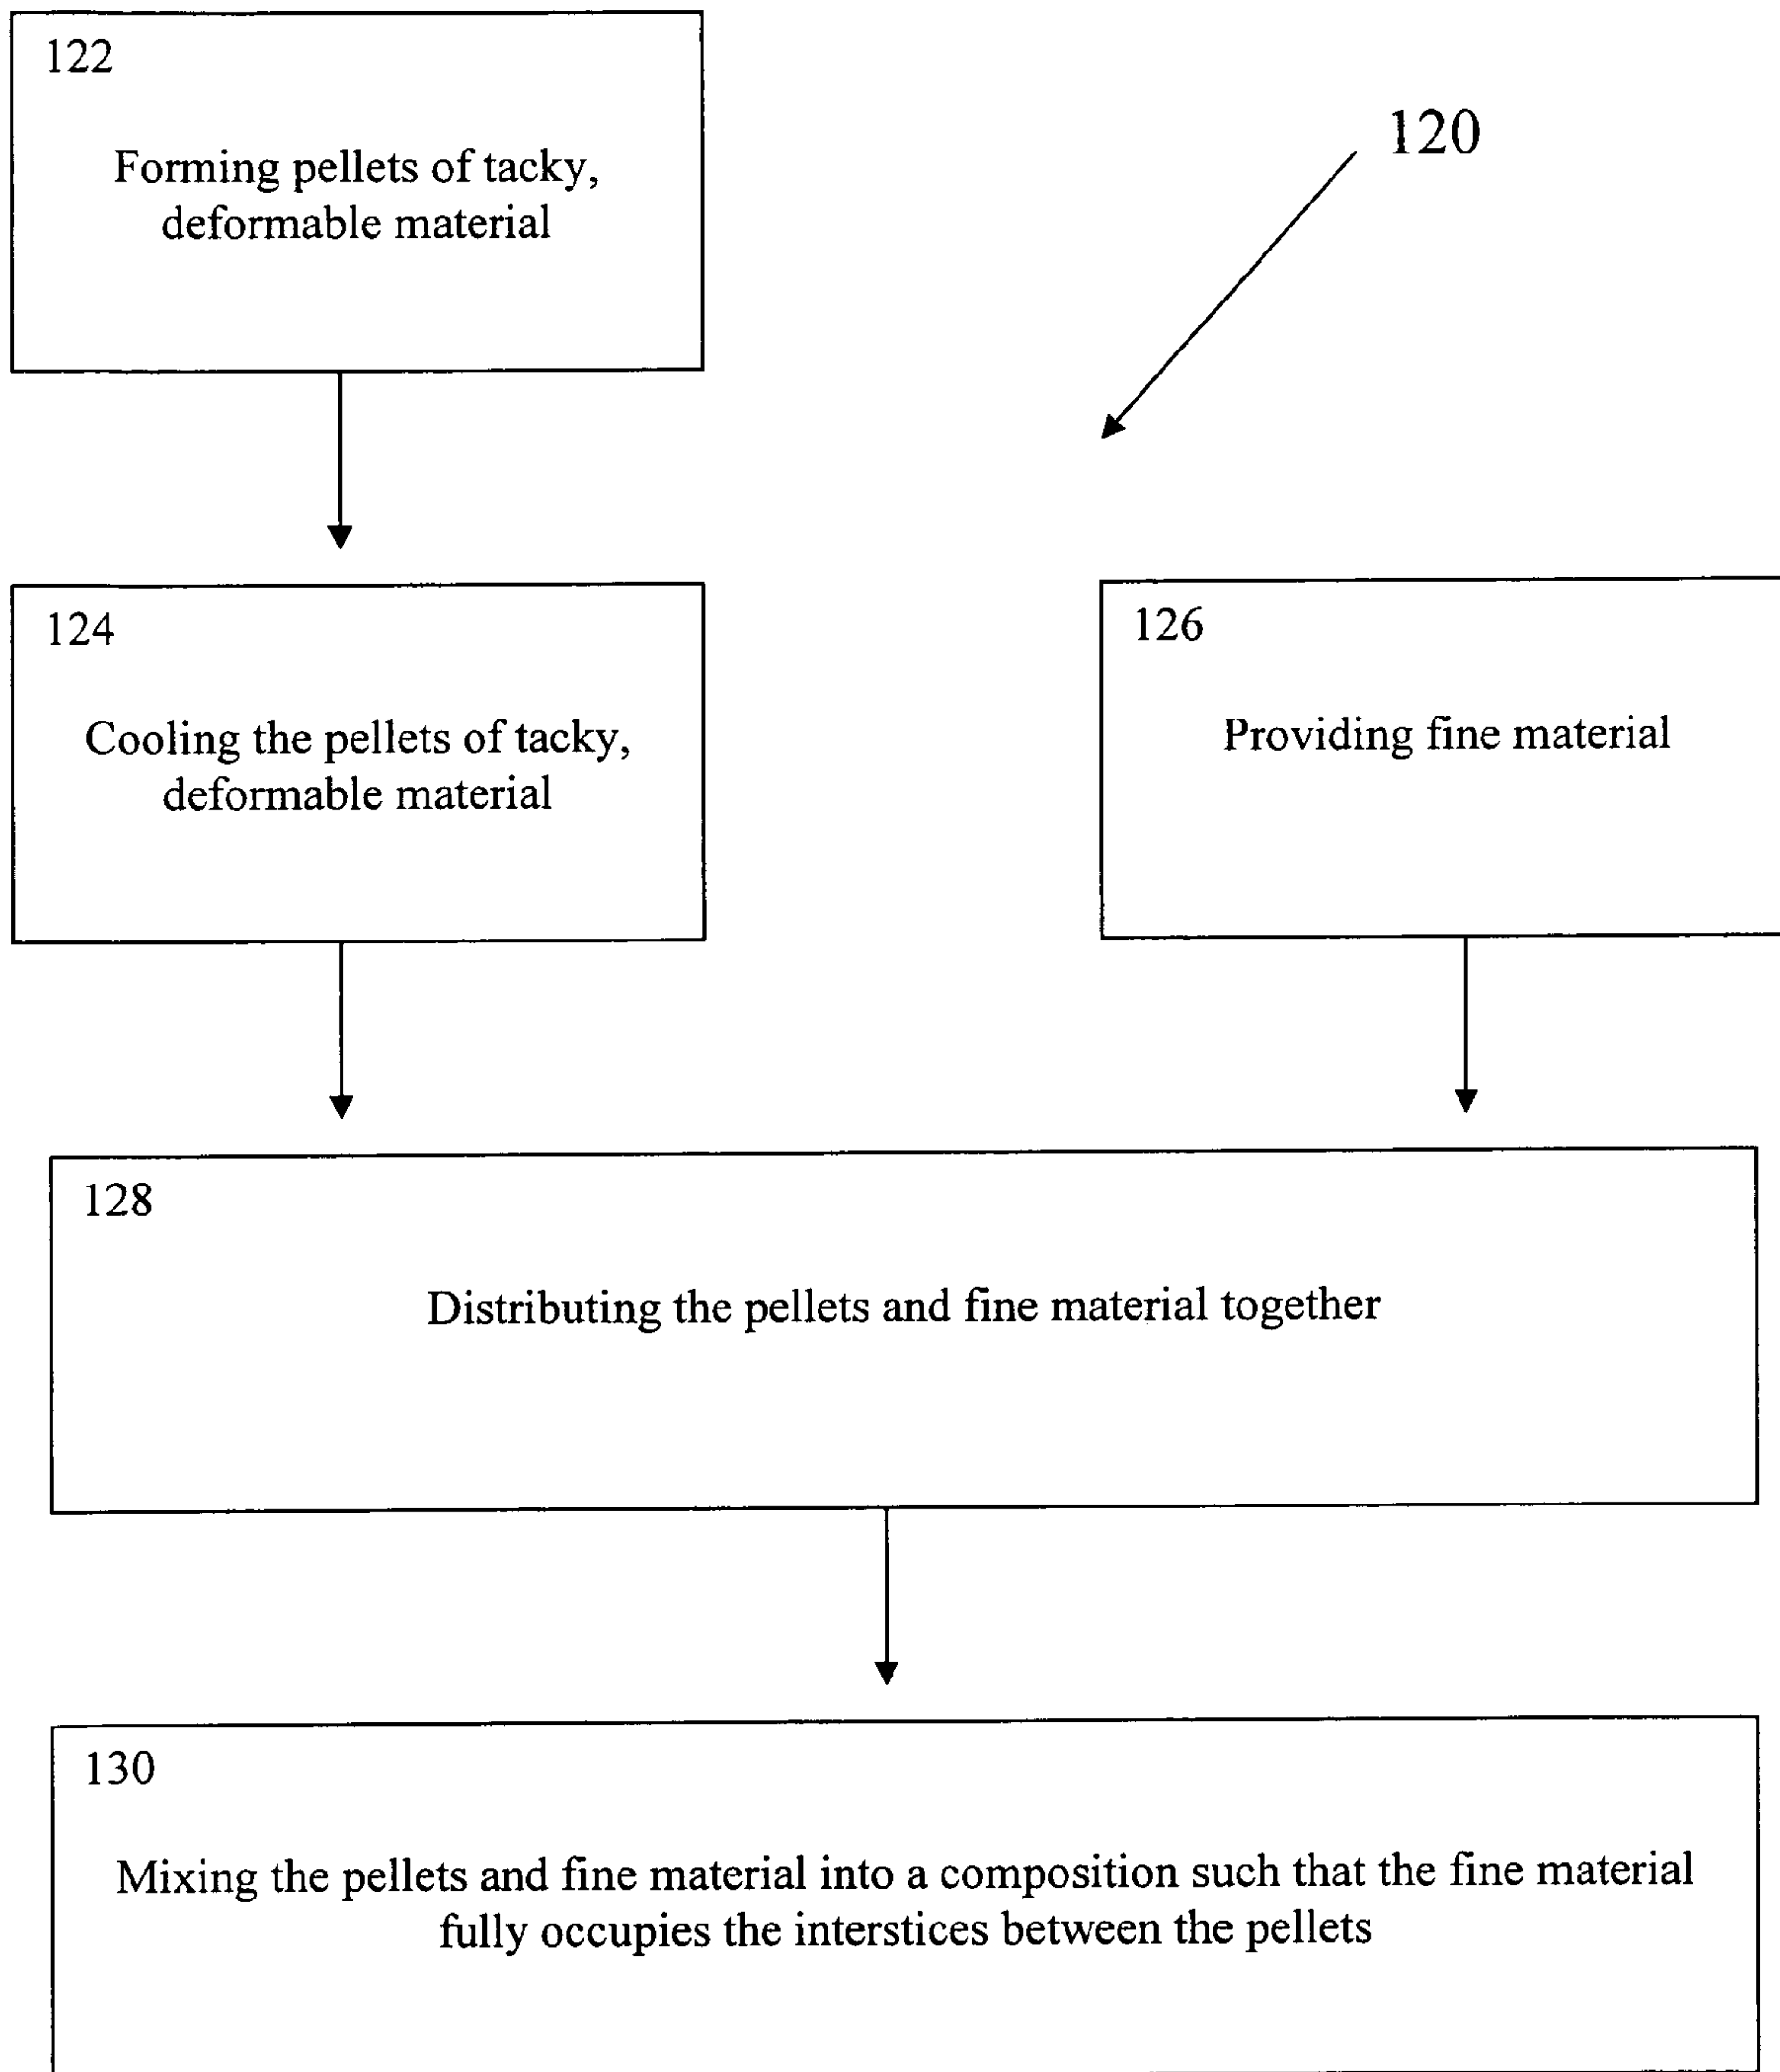 122
Forming pellets of tacky,
deformable material
120
124
Cooling the pellets of tacky,
deformable material
126
Providing fine material
128
Distributing the pellets and fine material together
130
Mixing the pellets and fine material into a composition such that the fine material
fully occupies the interstices between the pellets